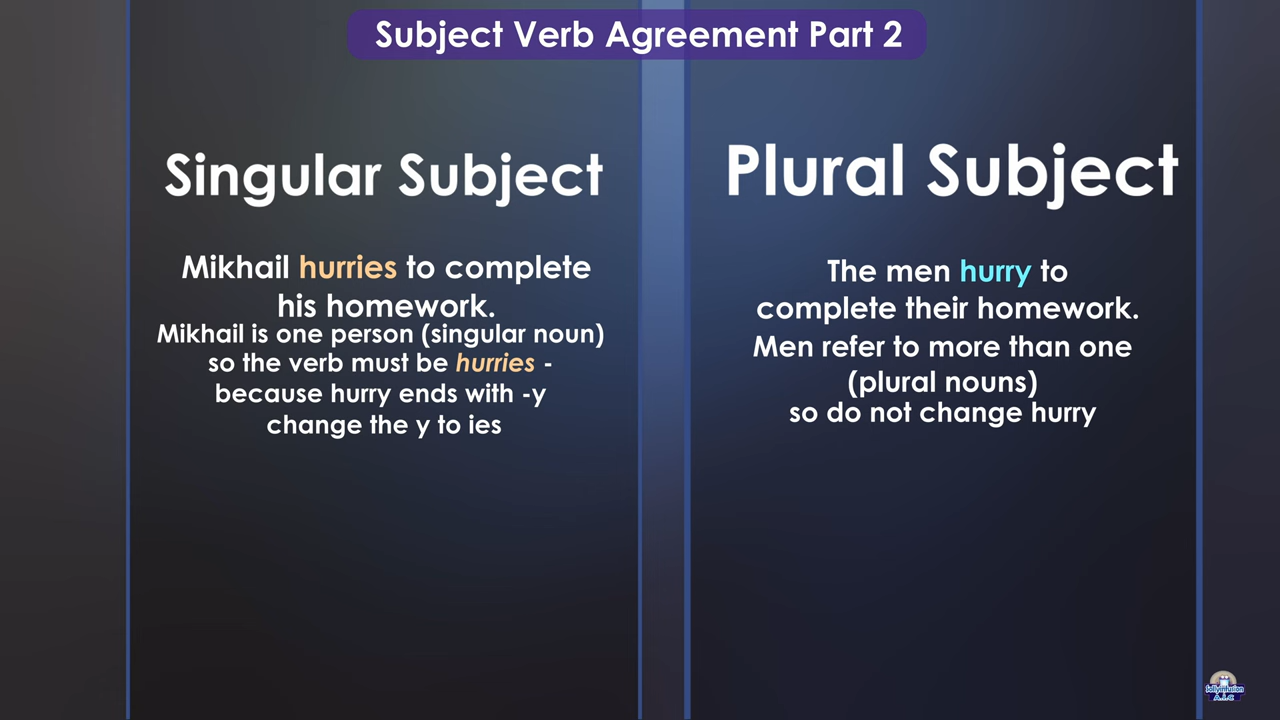 Subject Verb Agreement Part 2
Singular Subject
Mikhail hurries to complete
his homework.
Mikhail is one person (singular noun)
so the verb must be hurries -
because hurry ends with -y
change the y to ies
Plural Subject
The men hurry to
complete their homework.
Men refer to more than one
(plural nouns)
so do not change hurry